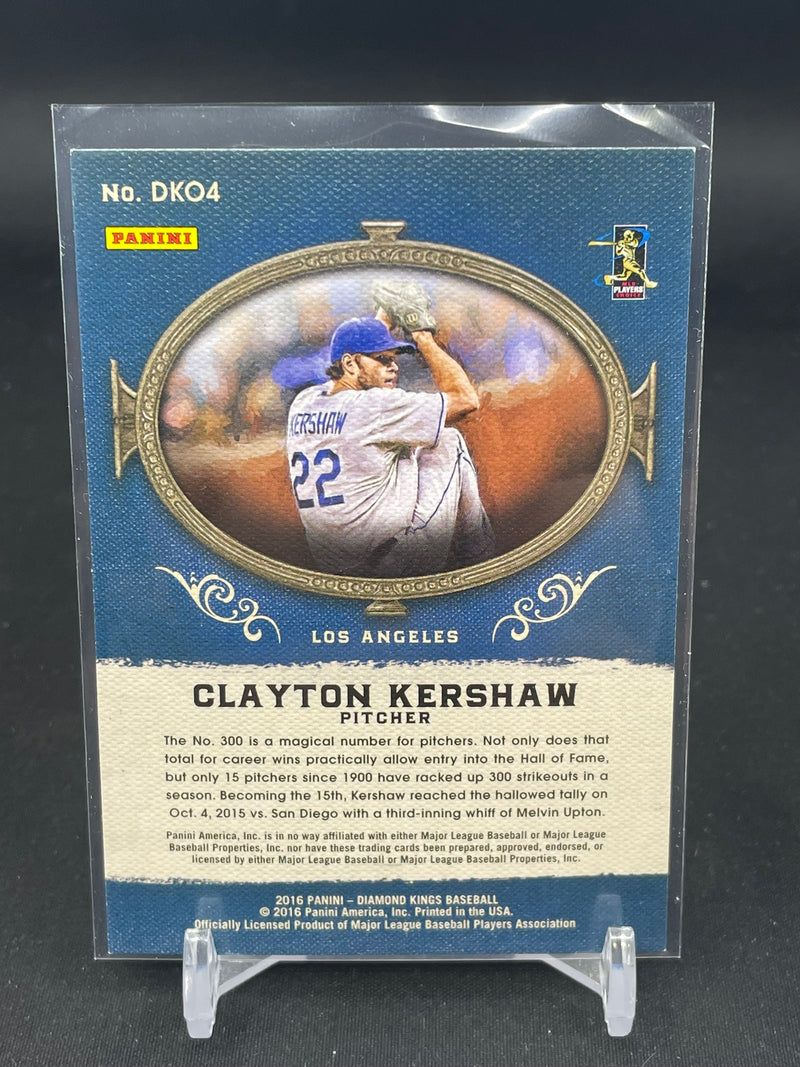 No. DKO4
PANINI
MLB
PLAYERS
CHOICE
KERSHAW
22
LOS ANGELES
CLAYTON KERSHAW
PITCHER
The No. 300 is a magical number for pitchers. Not only does that
total for career wins practically allow entry into the Hall of Fame,
but only 15 pitchers since 1900 have racked up 300 strikeouts in a
season. Becoming the 15th, Kershaw reached the hallowed tally on
Oct. 4, 2015 vs. San Diego with a third-inning whiff of Melvin Upton.
Panini America, Inc. is in no way affiliated with either Major League Baseball or Major League
Baseball Properties, Inc. nor have these trading cards been prepared, approved, endorsed, or
licensed by either Major League Baseball or Major League Baseball Properties, Inc.
2016 PANINI – DIAMOND KINGS BASEBALL
© 2016 Panini America, Inc. Printed in the USA.
Officially Licensed Product of Major League Baseball Players Association